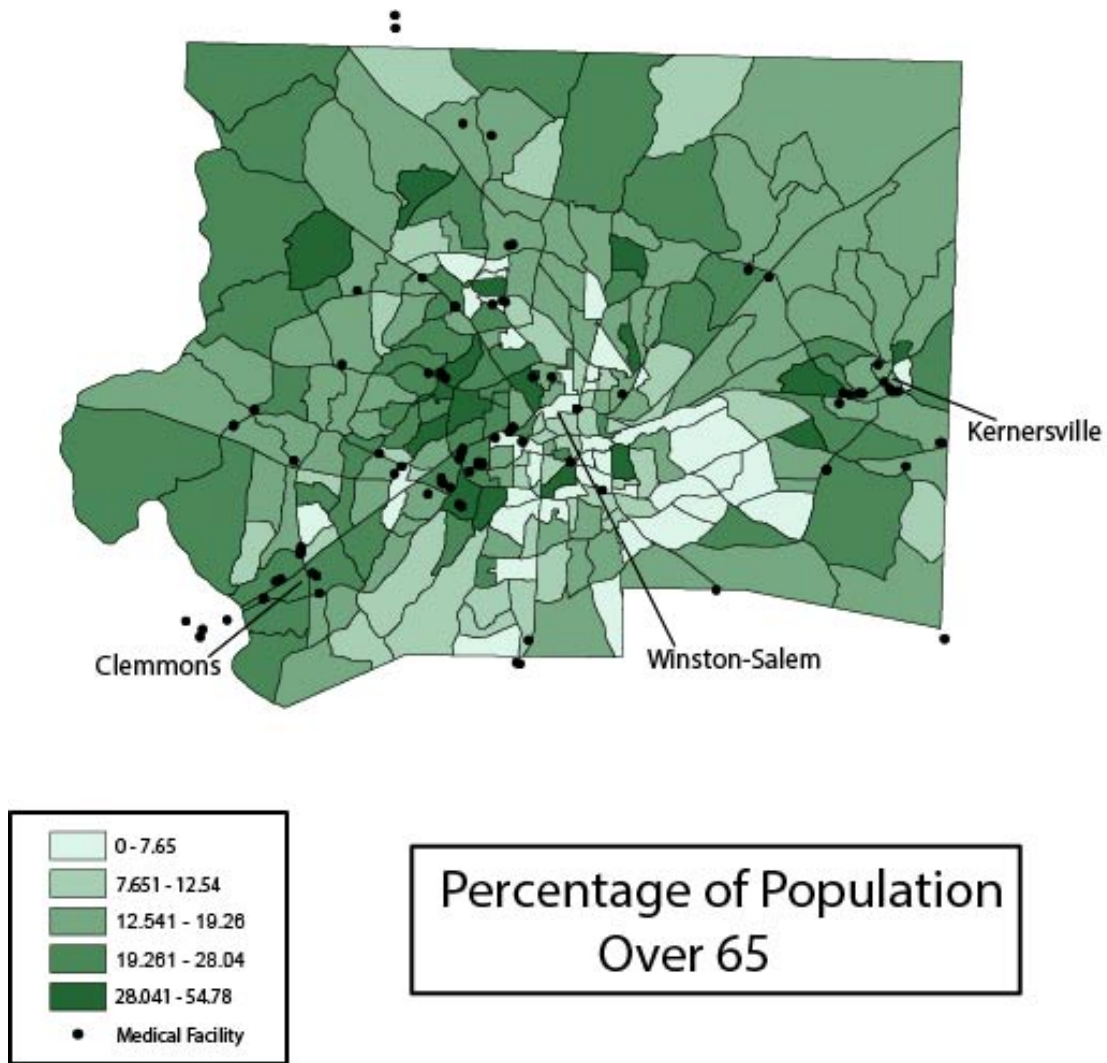 Kernersville
Winston-Salem
Clemmons
0 - 7.65
7.651 - 12.54
12.541 - 19.26
19.261 - 28.04
28.041 - 54.78
Medical Facility
Percentage of Population
Over 65